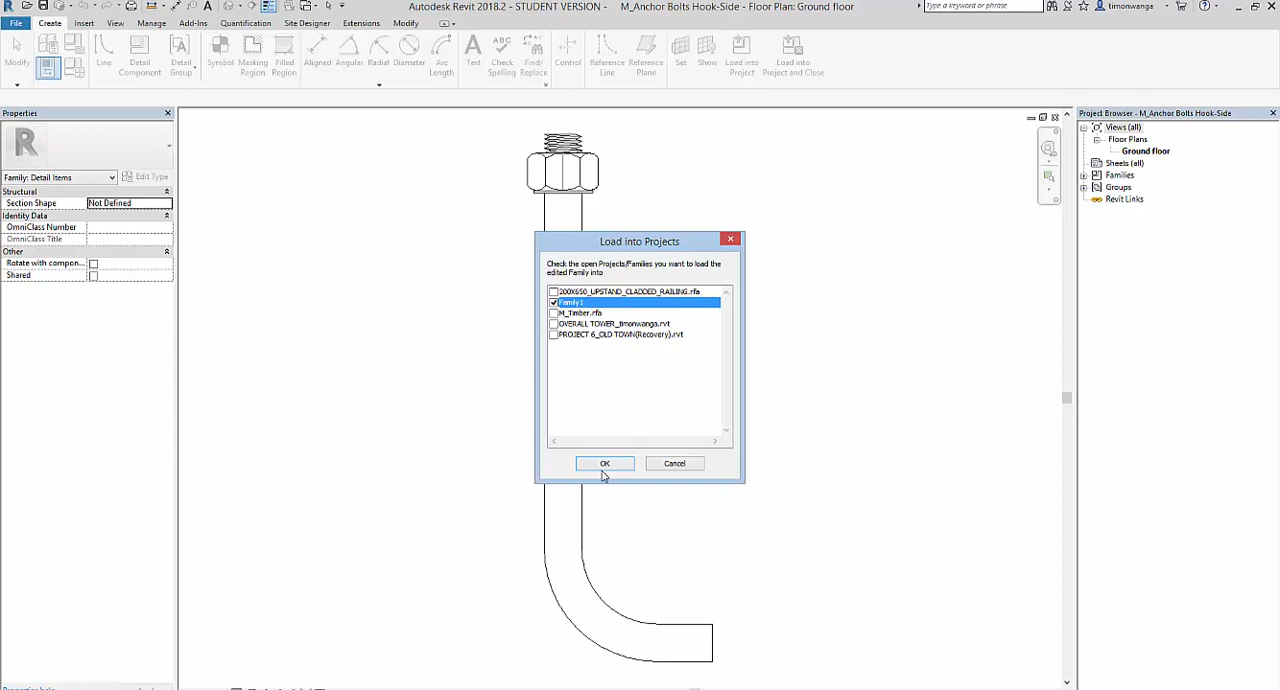 Autodesk Revit 2018.2 - STUDENT VERSION - M_Anchor Bolts Hook-Side - Floor Plan: Ground floor
Type a keyword or phrase
timonwanga
File Create Insert View Manage Add-Ins Quantification Site Designer Extensions Modify
Modify
Line
Detail Component
Detail Group
Symbol
Masking Region
Filled Region
Aligned
Angular
Radial
Diameter
Arc Length
Text
Check Spelling
Find/ Replace
Control
Reference Line
Reference Plane
Set
Show
Load into Project
Load into Project and Close
Properties
Family: Detail Items
Edit Type
Structural
Section Shape Not Defined
Identity Data
OmniClass Number
OmniClass Title
Other
Rotate with compon...
Shared
Properties help
Load into Projects
Check the open Projects/Families you want to load the
edited Family into
200X650_UPSTAND_CLADDED_RAILING.rfa
Family1
M_Timber.rfa
OVERALL TOWER_timonwanga.rvt
PROJECT 6_OLD TOWN(Recovery).rvt
OK Cancel
Project Browser - M_Anchor Bolts Hook-Side
Views (all)
Floor Plans
Ground floor
Sheets (all)
Families
Groups
Revit Links